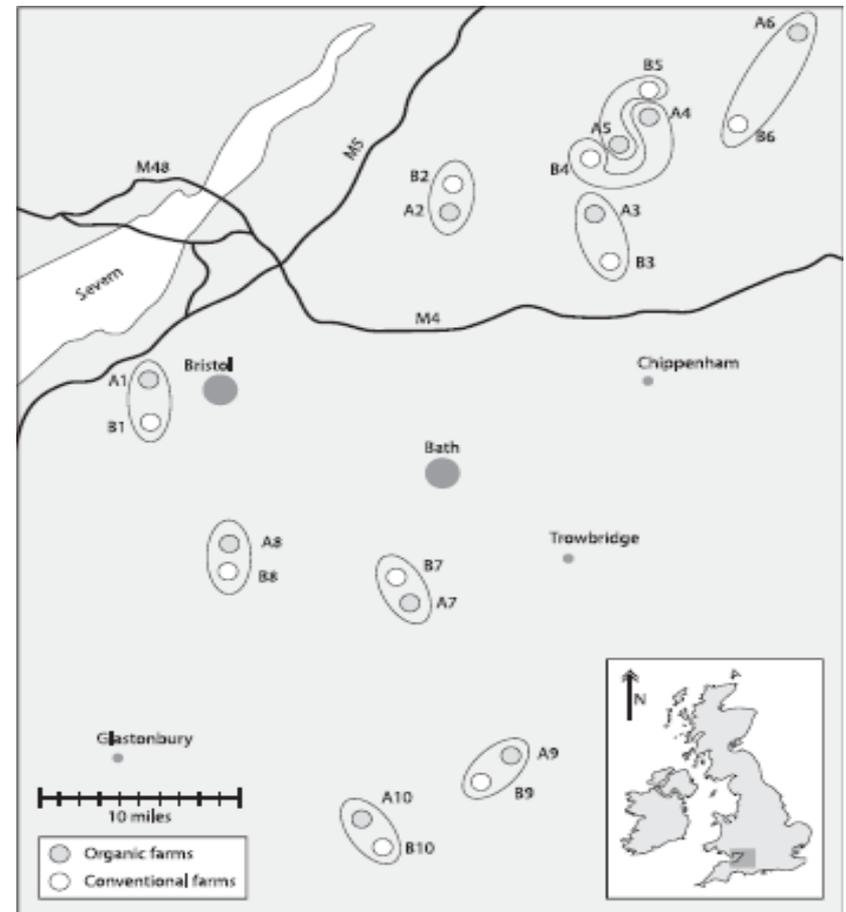 A6
B5
A4
A5
B6
B4
M5
M48
B2
A2
A3
B3
Severn
M4
Bristol
Chippenham
A1
B1
Bath
Trowbridge
A8
B8
B7
A7
N
Glastonbury
A9
B9
10 miles
A10
B10
Organic farms
Conventional farms